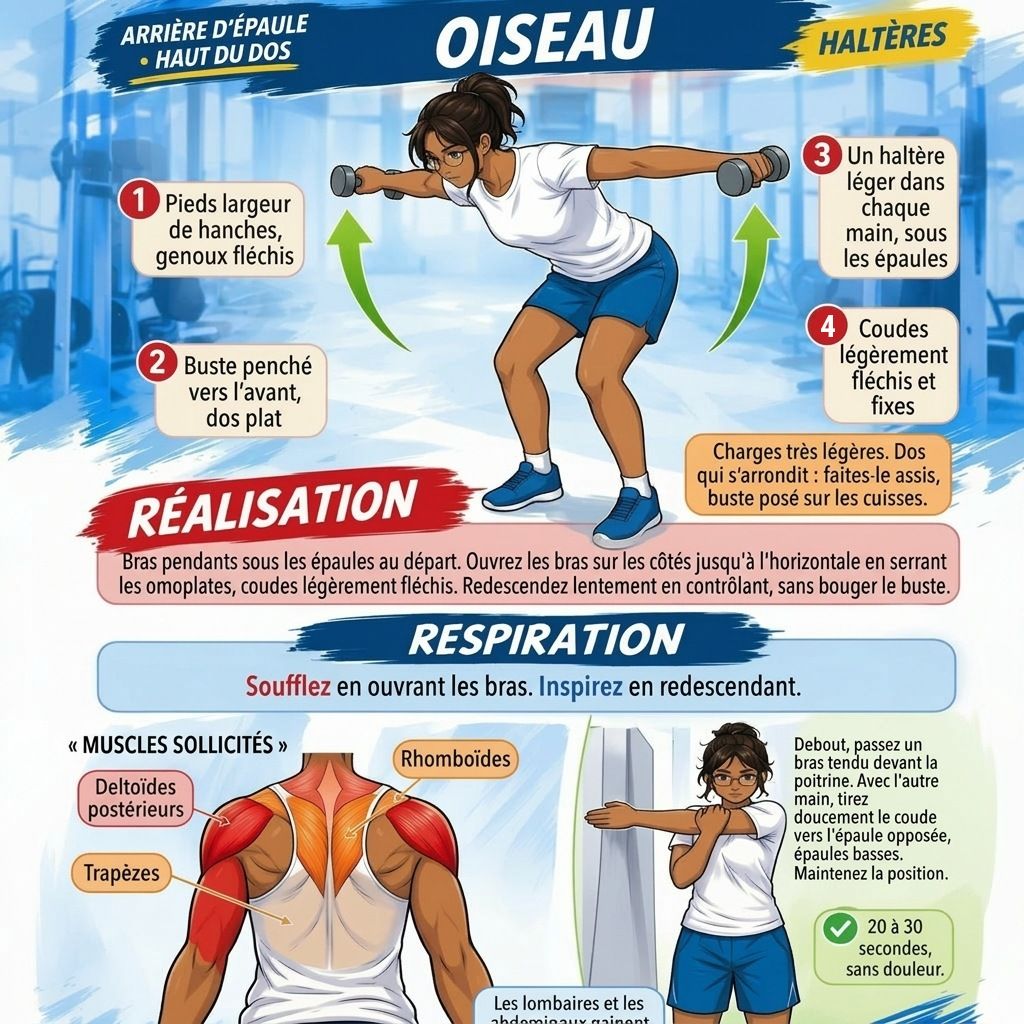 ARRIÈRE D'ÉPAULE
• HAUT DU DOS
OISEAU
HALTÈRES
1 Pieds largeur
de hanches,
genoux fléchis
2 Buste penché
vers l'avant,
dos plat
3 Un haltère
léger dans
chaque
main, sous
les épaules
4 Coudes
légèrement
fléchis et
fixes
Charges très légères. Dos
qui s'arrondit : faites-le assis,
buste posé sur les cuisses.
RÉALISATION
Bras pendants sous les épaules au départ. Ouvrez les bras sur les côtés jusqu'à l'horizontale en serrant
les omoplates, coudes légèrement fléchis. Redescendez lentement en contrôlant, sans bouger le buste.
RESPIRATION
Soufflez en ouvrant les bras. Inspirez en redescendant.
« MUSCLES SOLLICITÉS »
Deltoïdes
postérieurs
Rhomboïdes
Trapèzes
Debout, passez un
bras tendu devant la
poitrine. Avec l'autre
main, tirez
doucement le coude
vers l'épaule opposée,
épaules basses.
Maintenez la position.
20 à 30
secondes,
sans douleur.
Les lombaires et les
abdominaux gainent